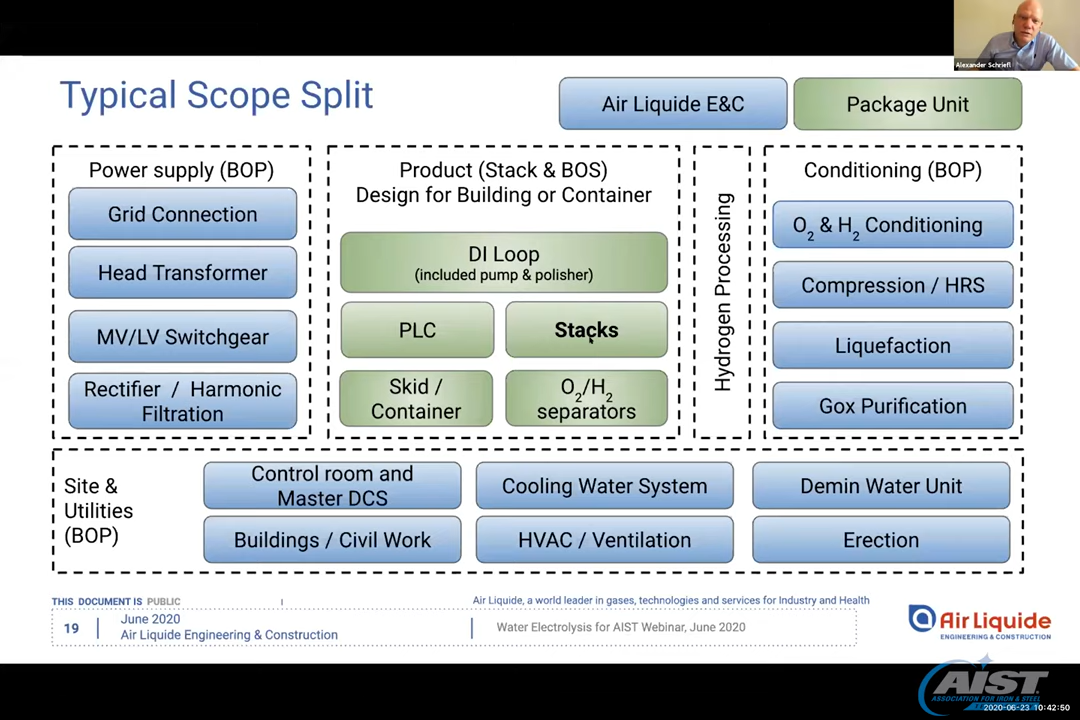 Alexander Schriefl
Typical Scope Split
Air Liquide E&C
Package Unit
Power supply (BOP)
Grid Connection
Head Transformer
MV/LV Switchgear
Rectifier / Harmonic
Filtration
Product (Stack & BOS)
Design for Building or Container
DI Loop
(included pump & polisher)
PLC
Stacks
Skid /
Container
O2/H2
separators
Hydrogen Processing
Conditioning (BOP)
O2 & H2 Conditioning
Compression / HRS
Liquefaction
Gox Purification
Site &
Utilities
(BOP)
Control room and
Master DCS
Cooling Water System
Demin Water Unit
Buildings / Civil Work
HVAC / Ventilation
Erection
THIS DOCUMENT IS PUBLIC
Air Liquide, a world leader in gases, technologies and services for Industry and Health
19
June 2020
Air Liquide Engineering & Construction
Water Electrolysis for AIST Webinar, June 2020
Air Liquide
ENGINEERING & CONSTRUCTION
AIST
ASSOCIATION FOR IRON & STEEL
2020-06-23 10:42:50